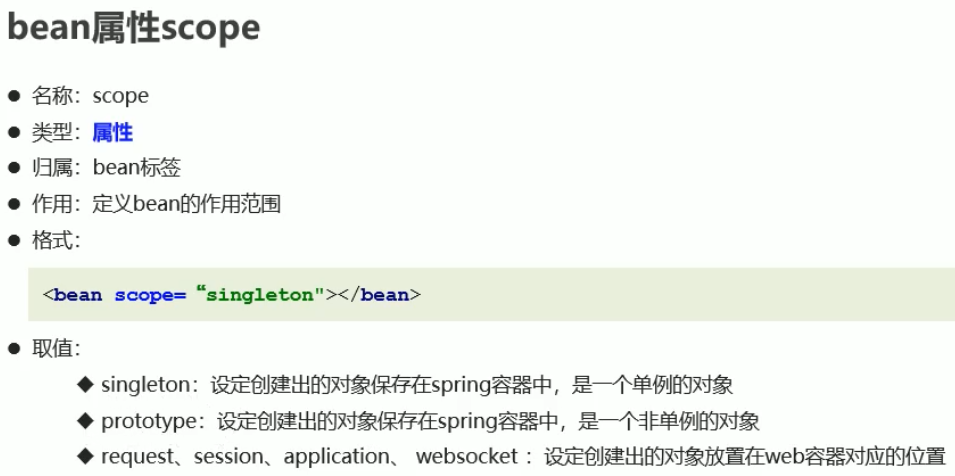 bean属性scope
● 名称：scope
● 类型：属性
● 归属：bean标签
● 作用：定义bean的作用范围
● 格式：
<bean scope=“singleton"></bean>
● 取值：
◆ singleton：设定创建出的对象保存在spring容器中，是一个单例的对象
◆ prototype：设定创建出的对象保存在spring容器中，是一个非单例的对象
◆ request、session、application、 websocket ：设定创建出的对象放置在web容器对应的位置